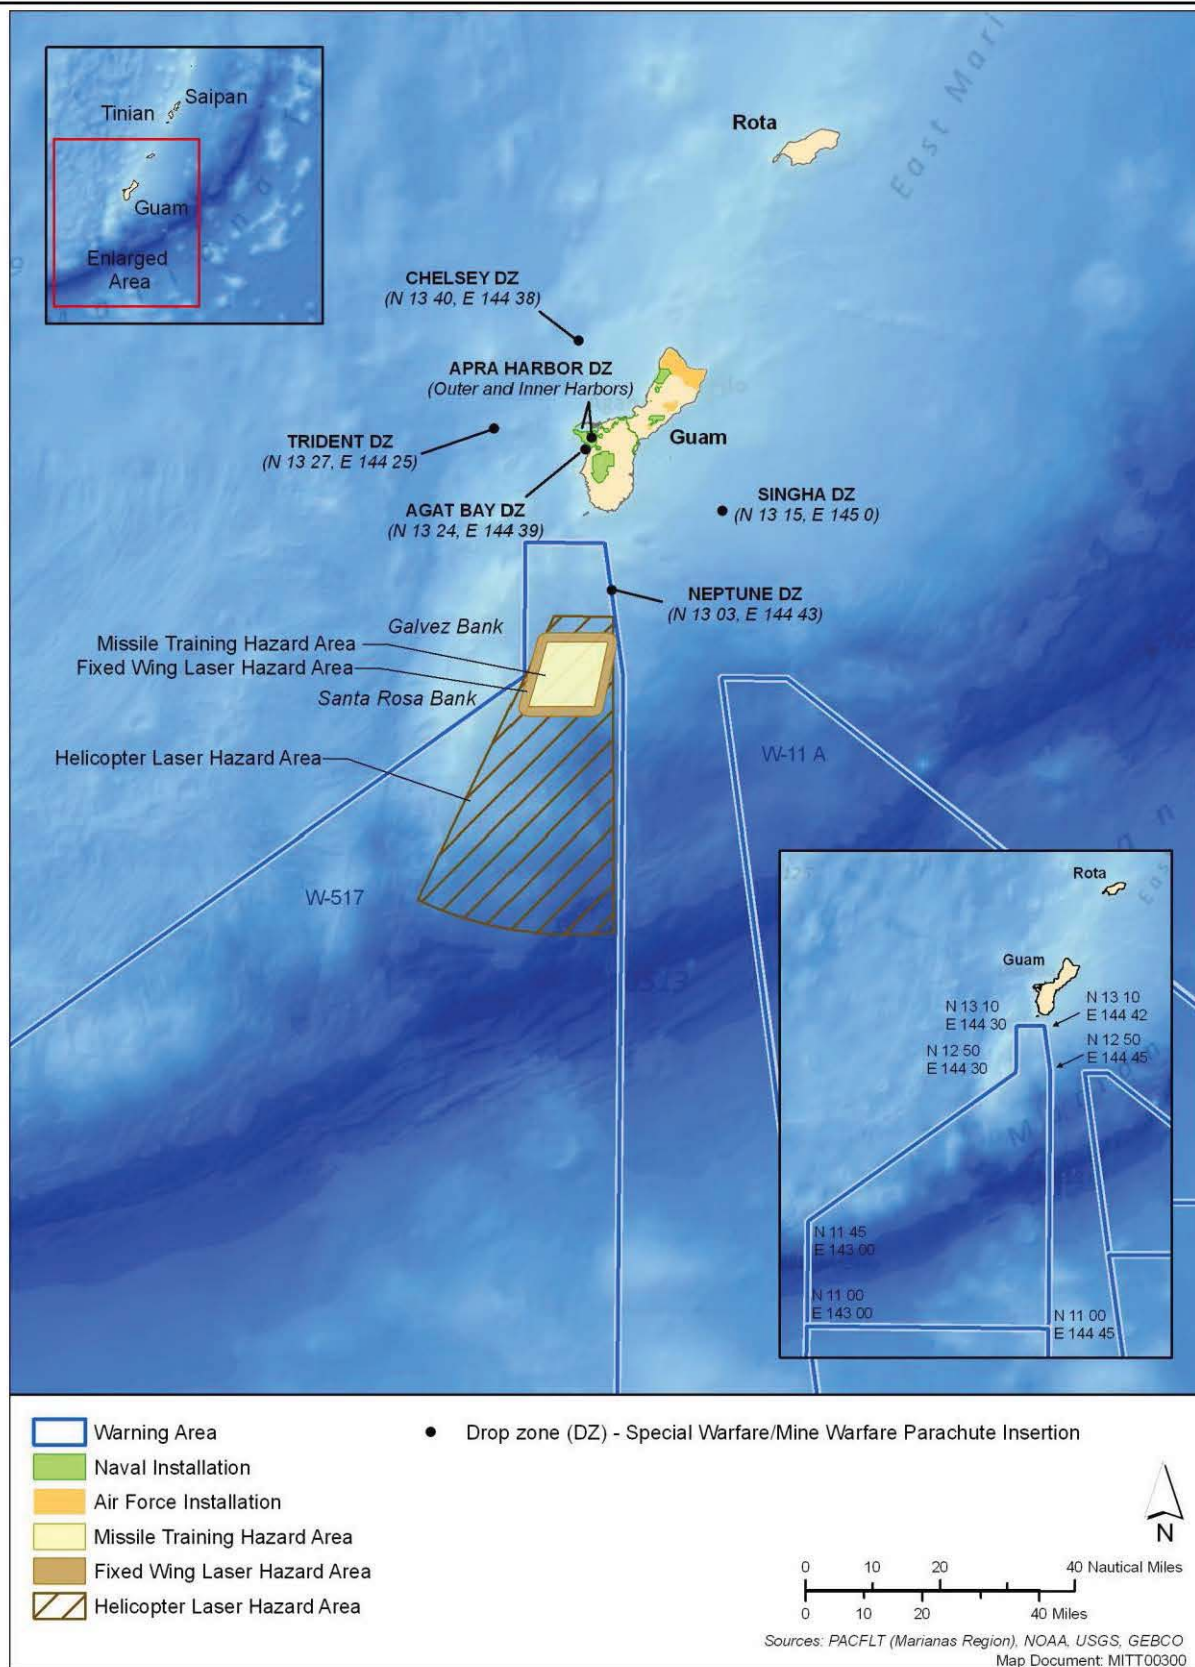 Tinian
Saipan
Guam
Enlarged
Area
Rota
East Mari
CHELSEY DZ
(N 13 40, E 144 38)
APRA HARBOR DZ
(Outer and Inner Harbors)
TRIDENT DZ
(N 13 27, E 144 25)
Guam
AGAT BAY DZ
(N 13 24, E 144 39)
SINGHA DZ
(N 13 15, E 145 0)
NEPTUNE DZ
(N 13 03, E 144 43)
Galvez Bank
Missile Training Hazard Area
Fixed Wing Laser Hazard Area
Santa Rosa Bank
Helicopter Laser Hazard Area
W-11 A
W-517
Rota
Guam
N 13 10
E 144 30
N 13 10
E 144 42
N 12 50
E 144 30
N 12 50
E 144 45
N 11 45
E 143 00
N 11 00
E 143 00
N 11 00
E 144 45
Warning Area
Naval Installation
Air Force Installation
Missile Training Hazard Area
Fixed Wing Laser Hazard Area
Helicopter Laser Hazard Area
Drop zone (DZ) - Special Warfare/Mine Warfare Parachute Insertion
N
0 10 20 40 Nautical Miles
0 10 20 40 Miles
Sources: PACFLT (Marianas Region), NOAA, USGS, GEBCO
Map Document: MITT00300